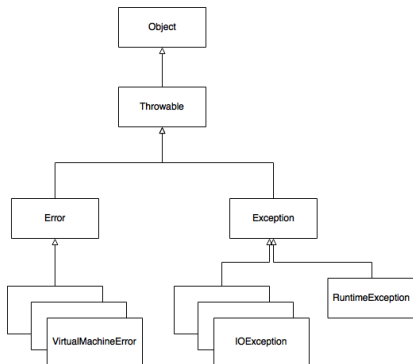 Object
Throwable
Error
Exception
RuntimeException
VirtualMachineError
IOException